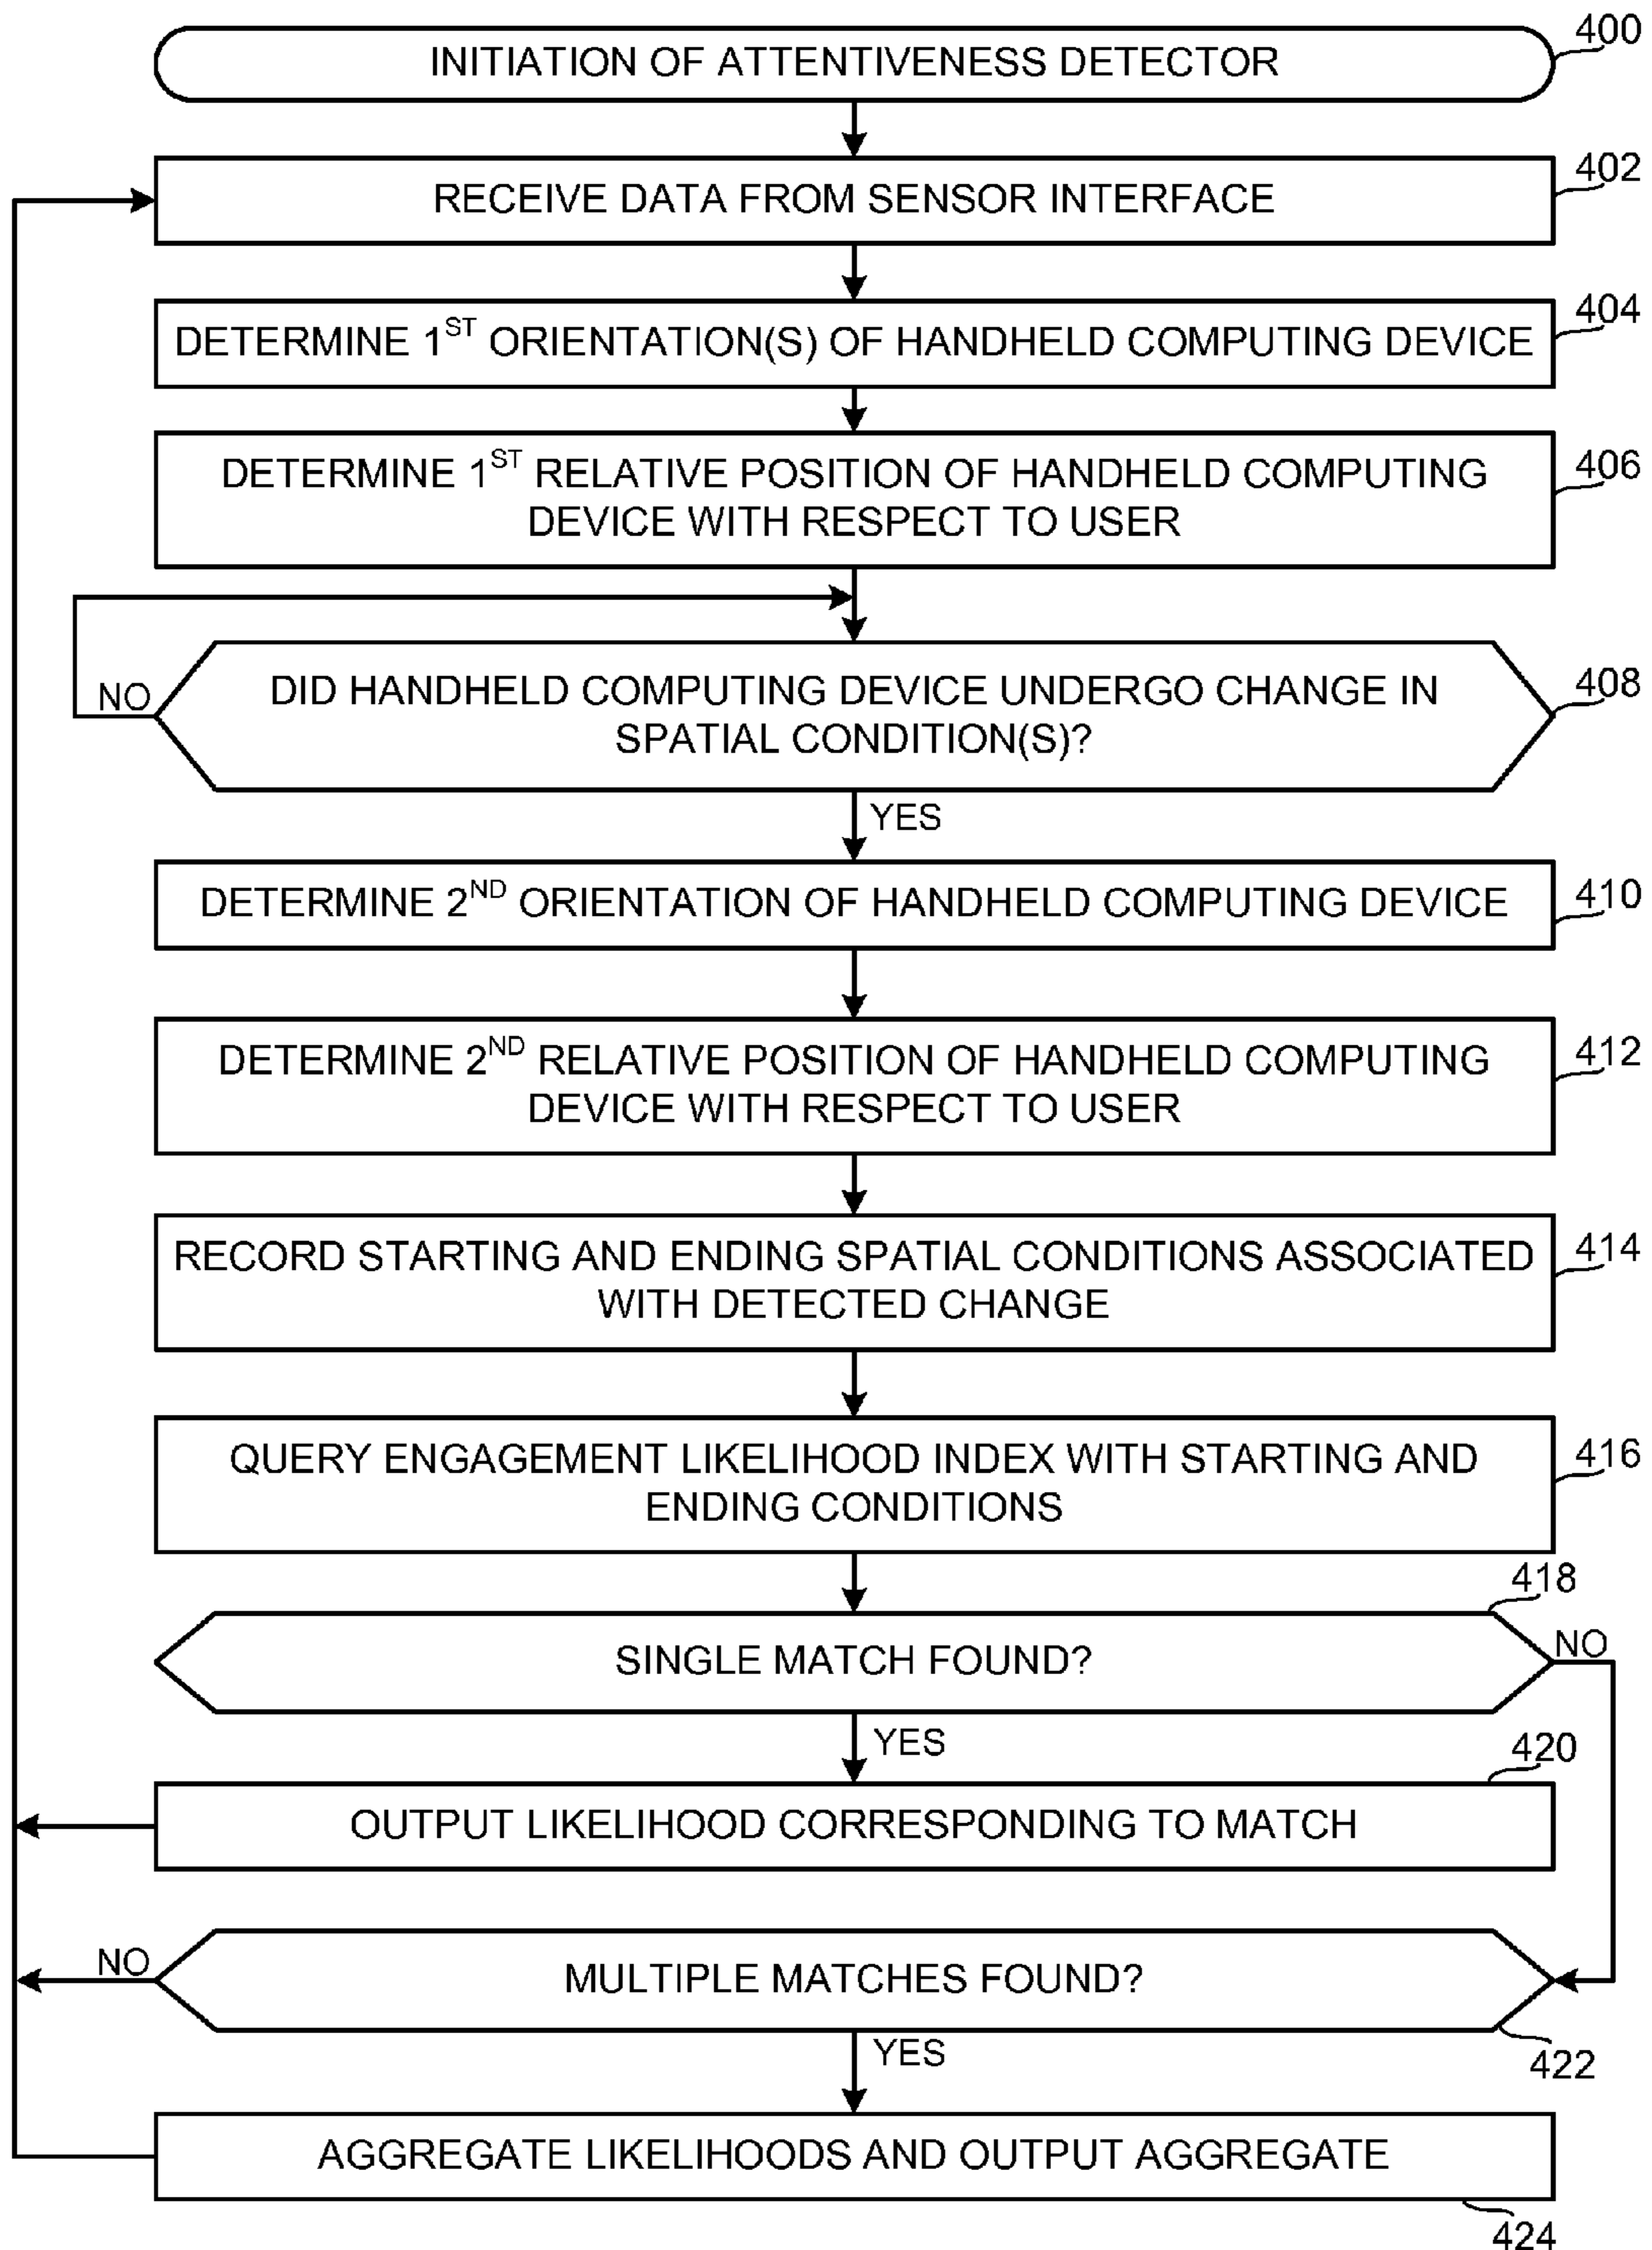 400
INITIATION OF ATTENTIVENESS DETECTOR
402
RECEIVE DATA FROM SENSOR INTERFACE
404
DETERMINE 1ST ORIENTATION(S) OF HANDHELD COMPUTING DEVICE
406
DETERMINE 1ST RELATIVE POSITION OF HANDHELD COMPUTING
DEVICE WITH RESPECT TO USER
408
NO
DID HANDHELD COMPUTING DEVICE UNDERGO CHANGE IN
SPATIAL CONDITION(S)?
YES
410
DETERMINE 2ND ORIENTATION OF HANDHELD COMPUTING DEVICE
412
DETERMINE 2ND RELATIVE POSITION OF HANDHELD COMPUTING
DEVICE WITH RESPECT TO USER
414
RECORD STARTING AND ENDING SPATIAL CONDITIONS ASSOCIATED
WITH DETECTED CHANGE
416
QUERY ENGAGEMENT LIKELIHOOD INDEX WITH STARTING AND
ENDING CONDITIONS
418
SINGLE MATCH FOUND?
NO
YES
420
OUTPUT LIKELIHOOD CORRESPONDING TO MATCH
NO
MULTIPLE MATCHES FOUND?
YES
422
AGGREGATE LIKELIHOODS AND OUTPUT AGGREGATE
424